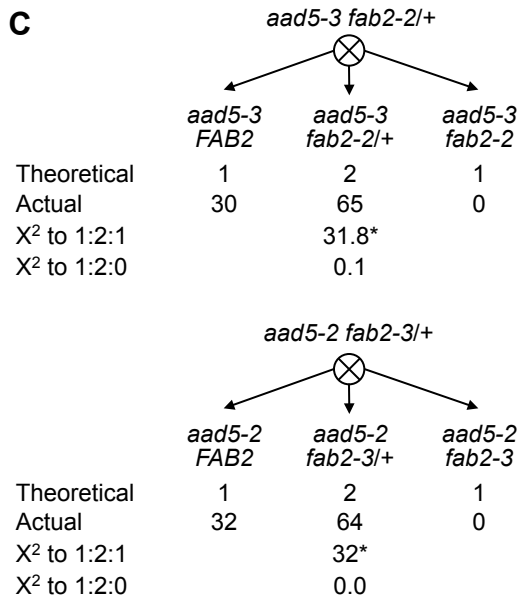 C
aad5-3 fab2-2/+
aad5-3 aad5-3 aad5-3
FAB2 fab2-2/+ fab2-2
Theoretical 1 2 1
Actual 30 65 0
X² to 1:2:1 31.8*
X² to 1:2:0 0.1
aad5-2 fab2-3/+
aad5-2 aad5-2 aad5-2
FAB2 fab2-3/+ fab2-3
Theoretical 1 2 1
Actual 32 64 0
X² to 1:2:1 32*
X² to 1:2:0 0.0